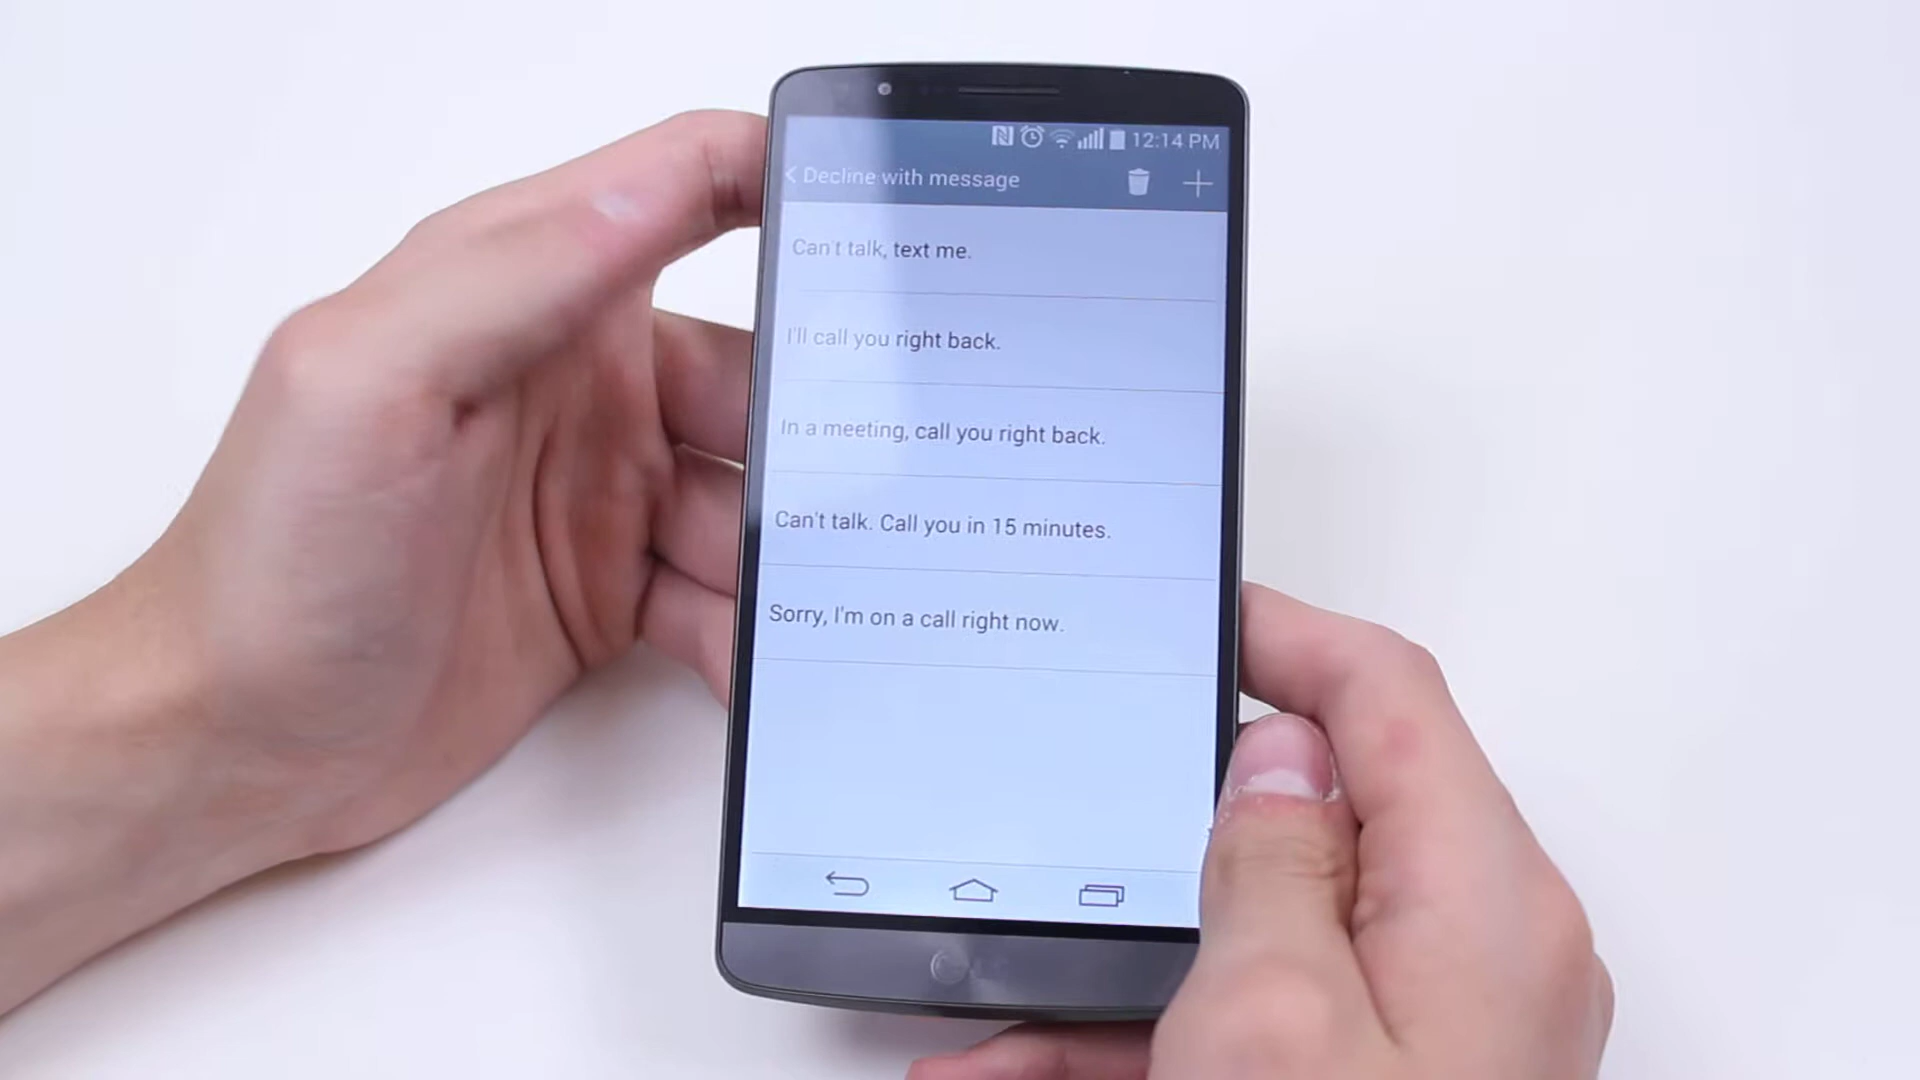 12:14 PM
Decline with message
Can't talk, text me.
I'll call you right back.
In a meeting, call you right back.
Can't talk. Call you in 15 minutes.
Sorry, I'm on a call right now.